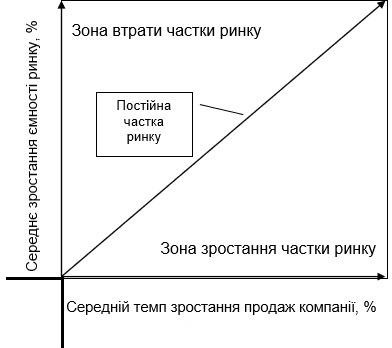 Середнє зростання ємності ринку, %
Зона втрати частки ринку
Постійна
частка
ринку
Зона зростання частки ринку
Середній темп зростання продаж компанії, %